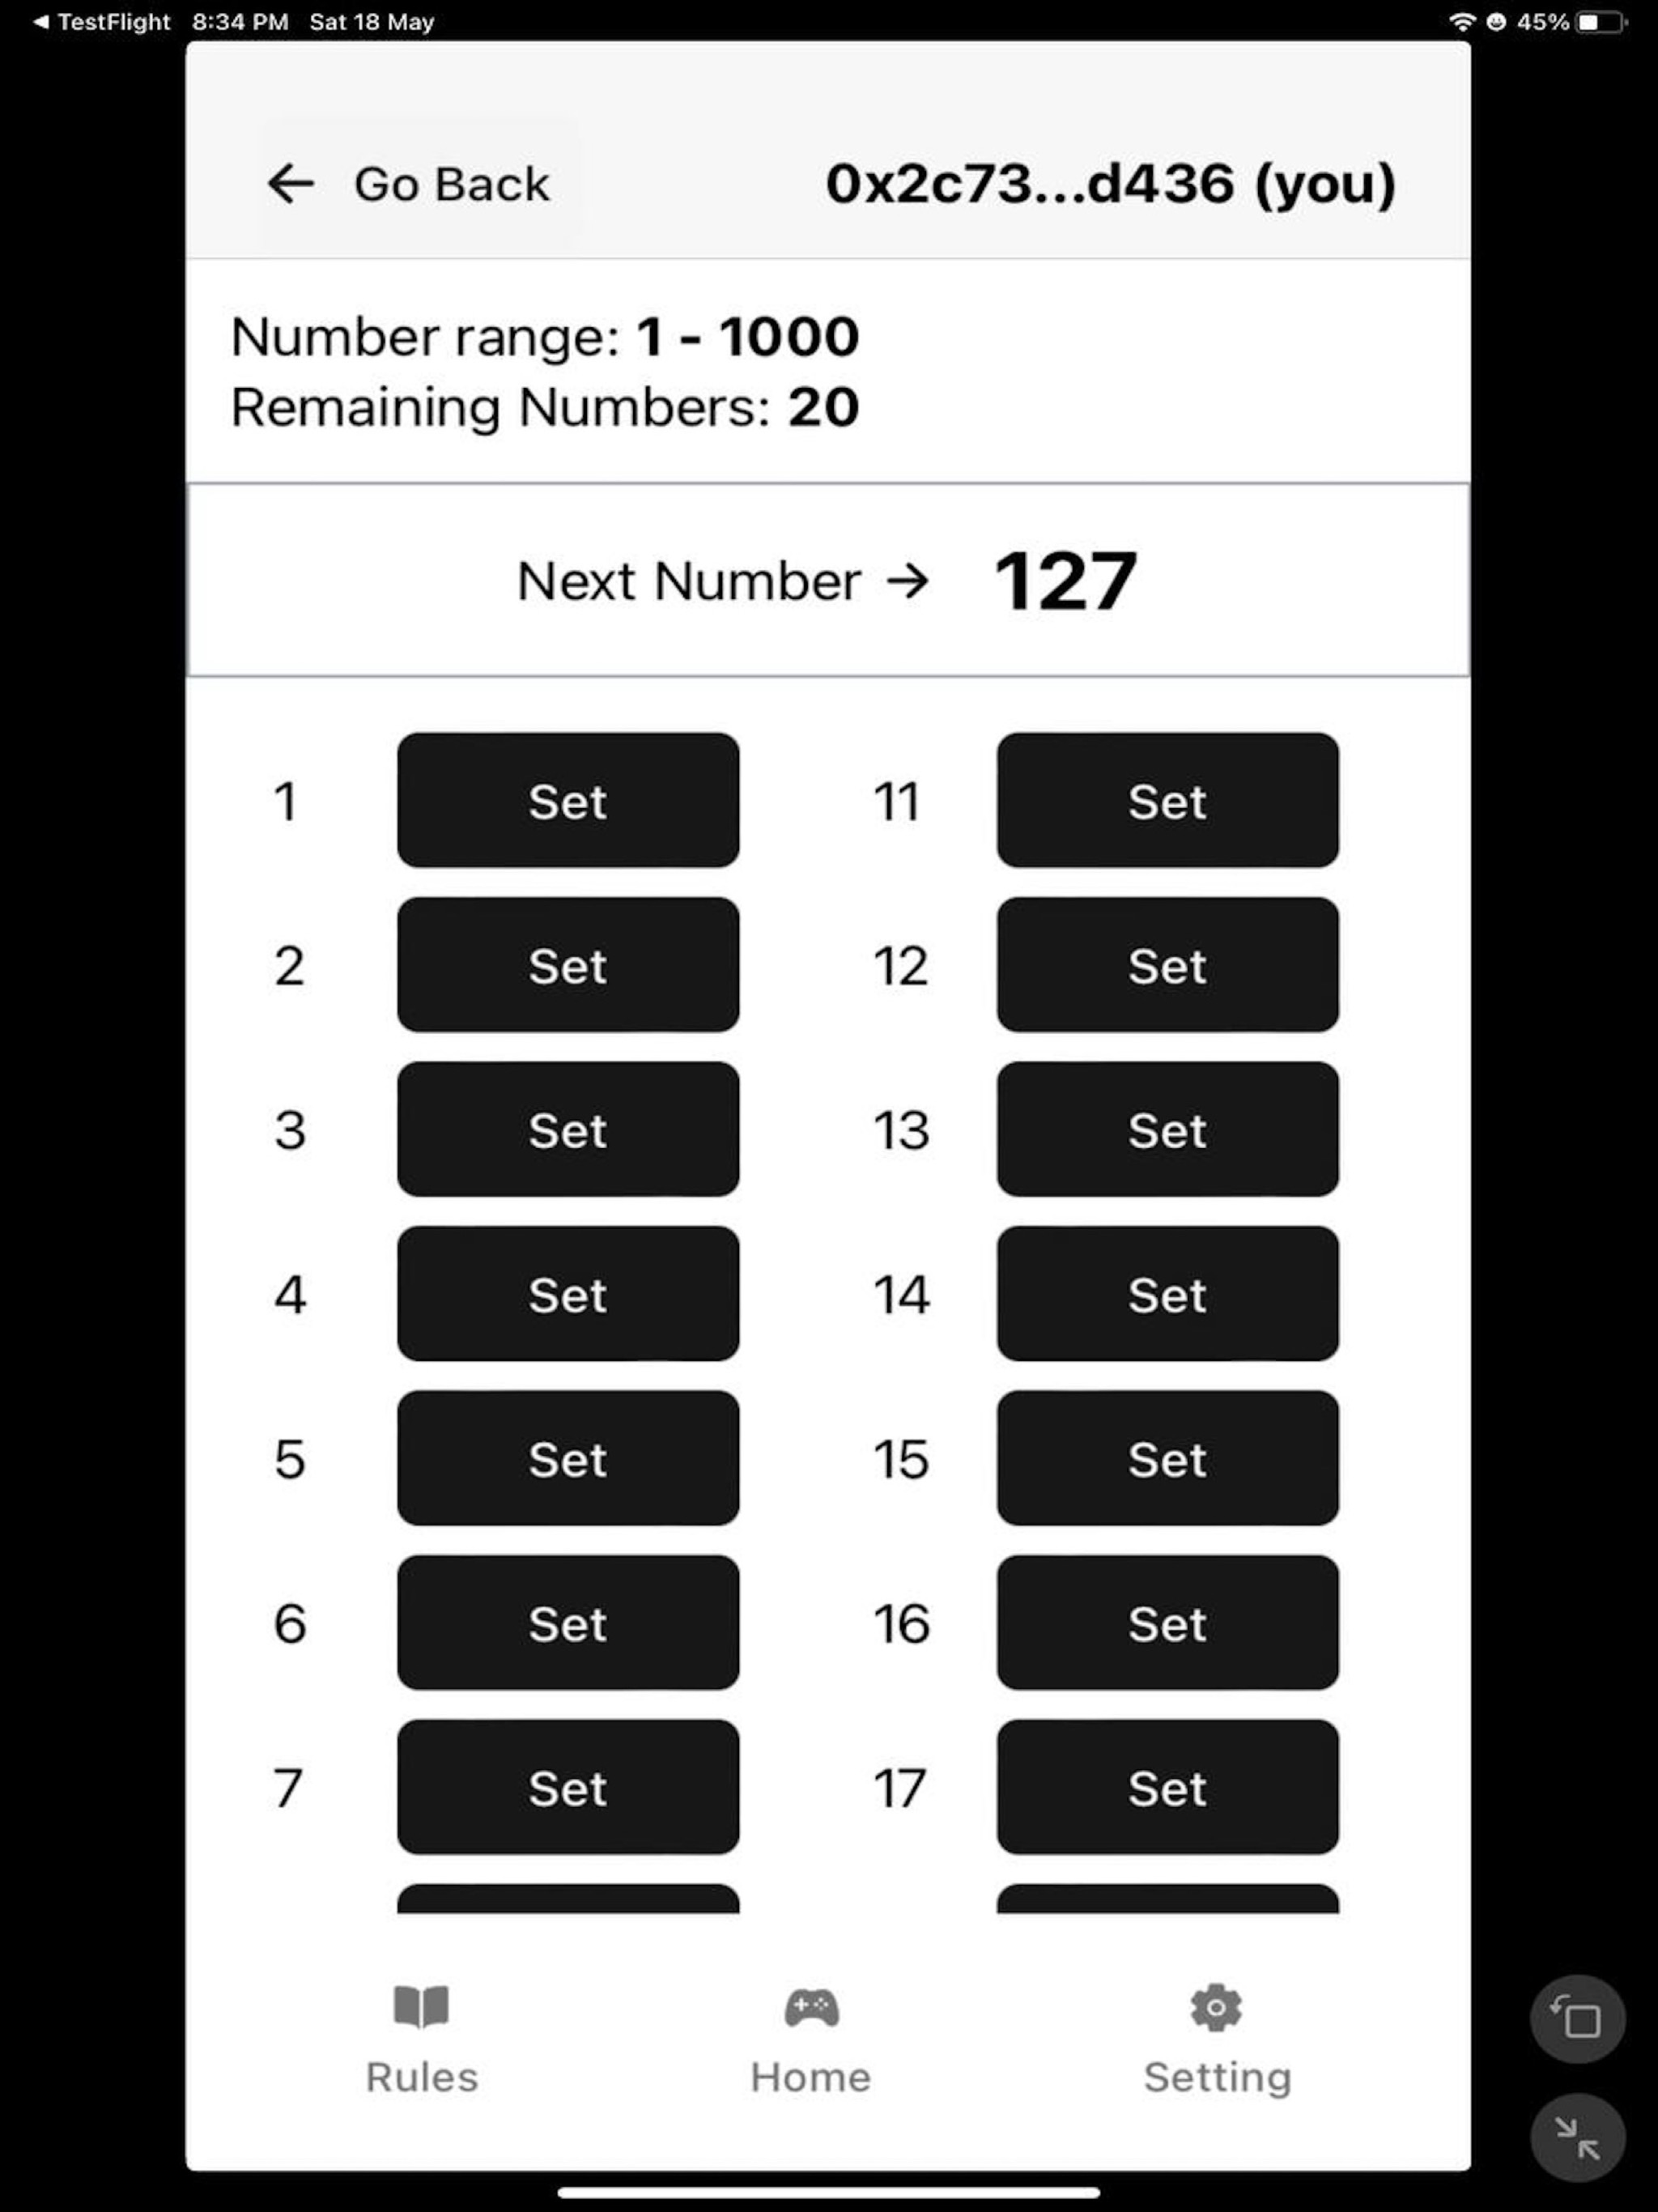 ◀ TestFlight 8:34 PM Sat 18 May 45%
← Go Back 0x2c73...d436 (you)
Number range: 1 - 1000
Remaining Numbers: 20
Next Number → 127
1 Set 11 Set
2 Set 12 Set
3 Set 13 Set
4 Set 14 Set
5 Set 15 Set
6 Set 16 Set
7 Set 17 Set
Rules Home Setting